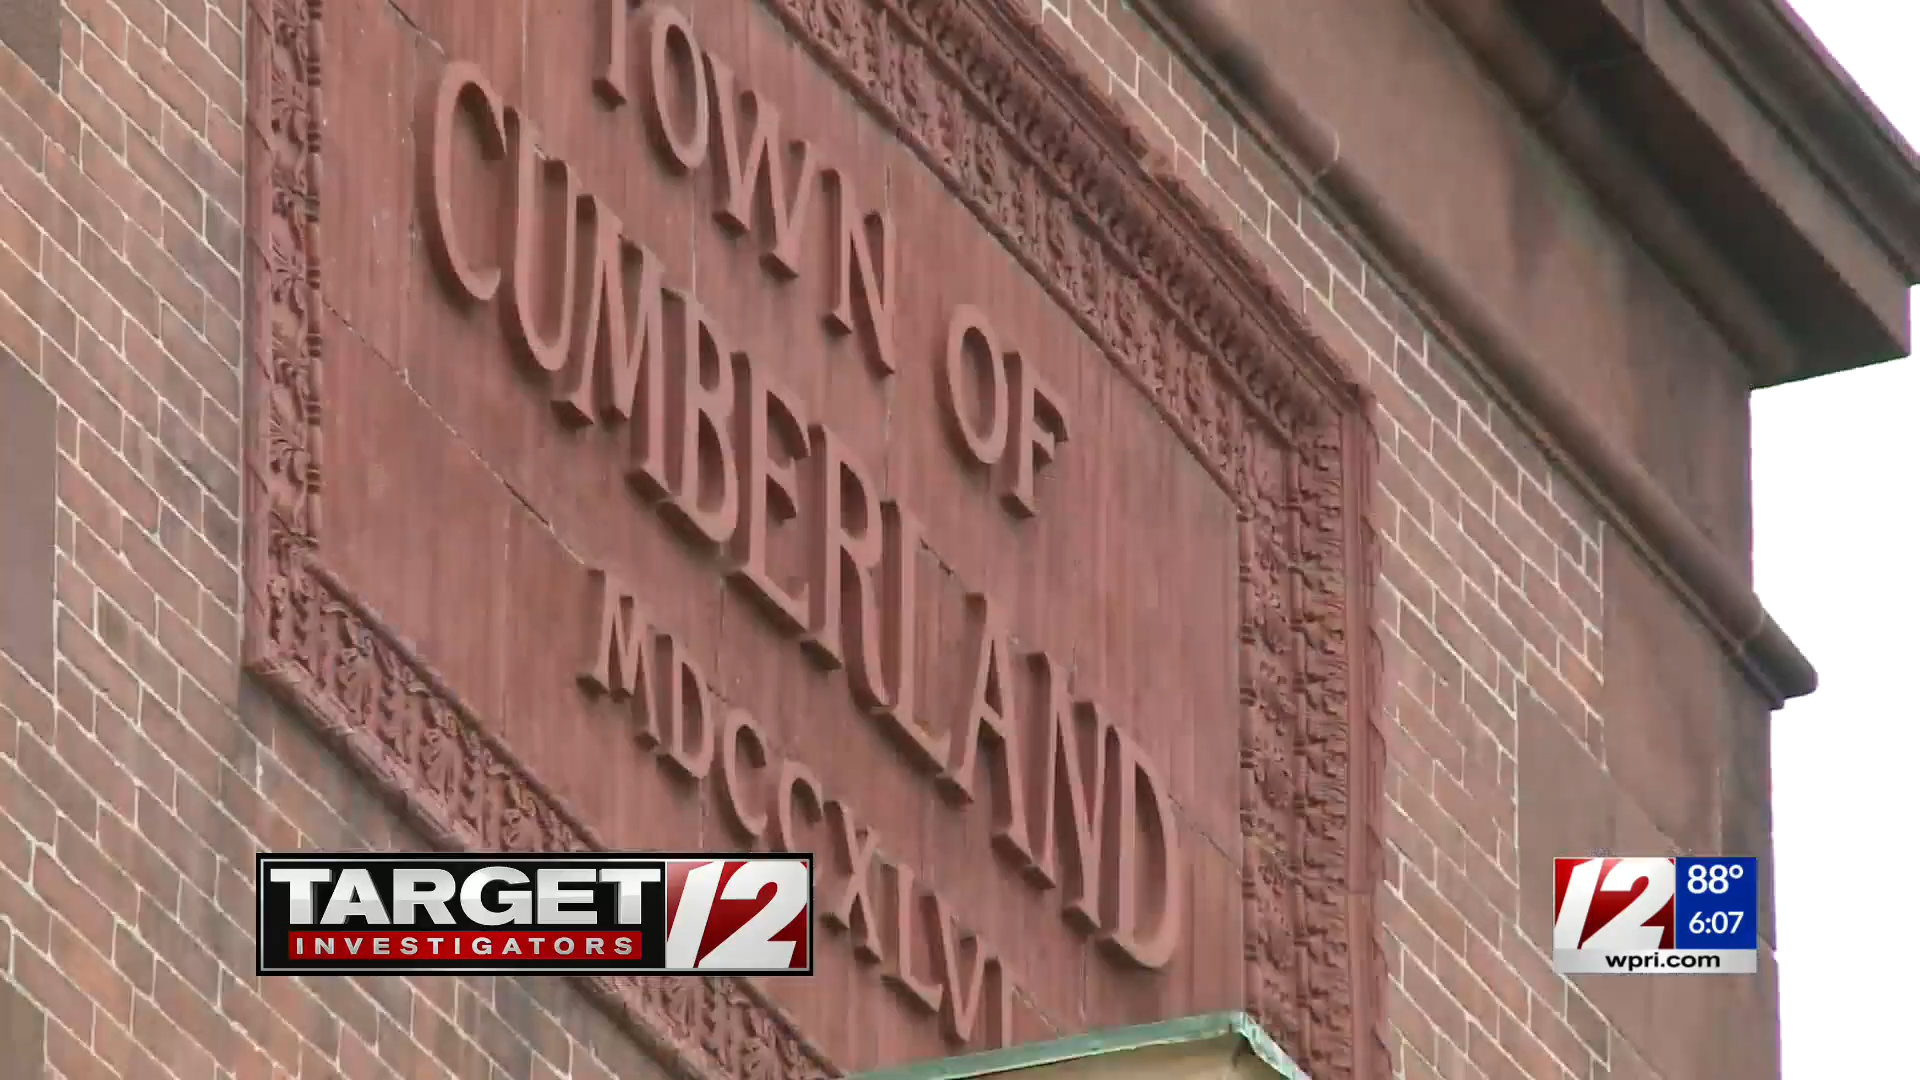 TOWN OF
CUMBERLAND
MDCCXLVI
TARGET 12
INVESTIGATORS
12
88°
6:07
wpri.com